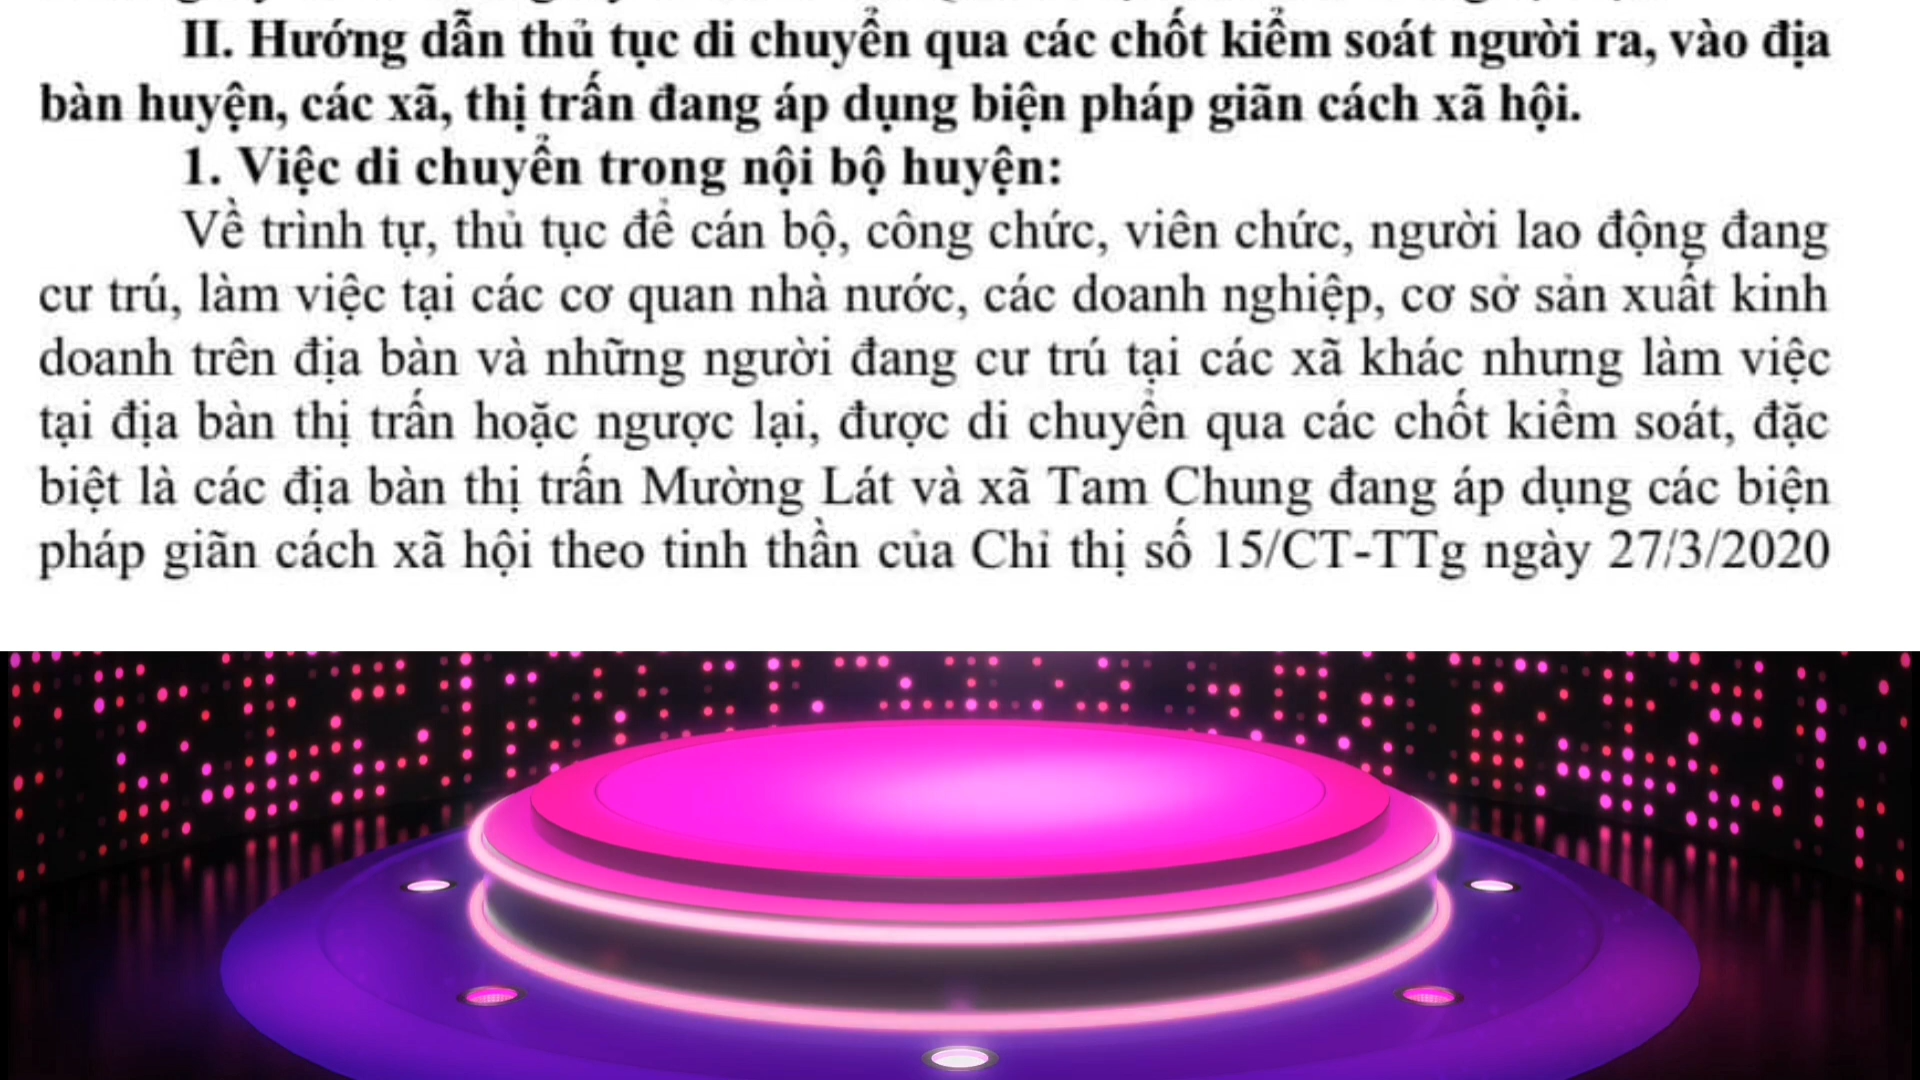 II. Hướng dẫn thủ tục di chuyển qua các chốt kiểm soát người ra, vào địa
bàn huyện, các xã, thị trấn đang áp dụng biện pháp giãn cách xã hội.
1. Việc di chuyển trong nội bộ huyện:
Về trình tự, thủ tục để cán bộ, công chức, viên chức, người lao động đang
cư trú, làm việc tại các cơ quan nhà nước, các doanh nghiệp, cơ sở sản xuất kinh
doanh trên địa bàn và những người đang cư trú tại các xã khác nhưng làm việc
tại địa bàn thị trấn hoặc ngược lại, được di chuyển qua các chốt kiểm soát, đặc
biệt là các địa bàn thị trấn Mường Lát và xã Tam Chung đang áp dụng các biện
pháp giãn cách xã hội theo tinh thần của Chỉ thị số 15/CT-TTg ngày 27/3/2020